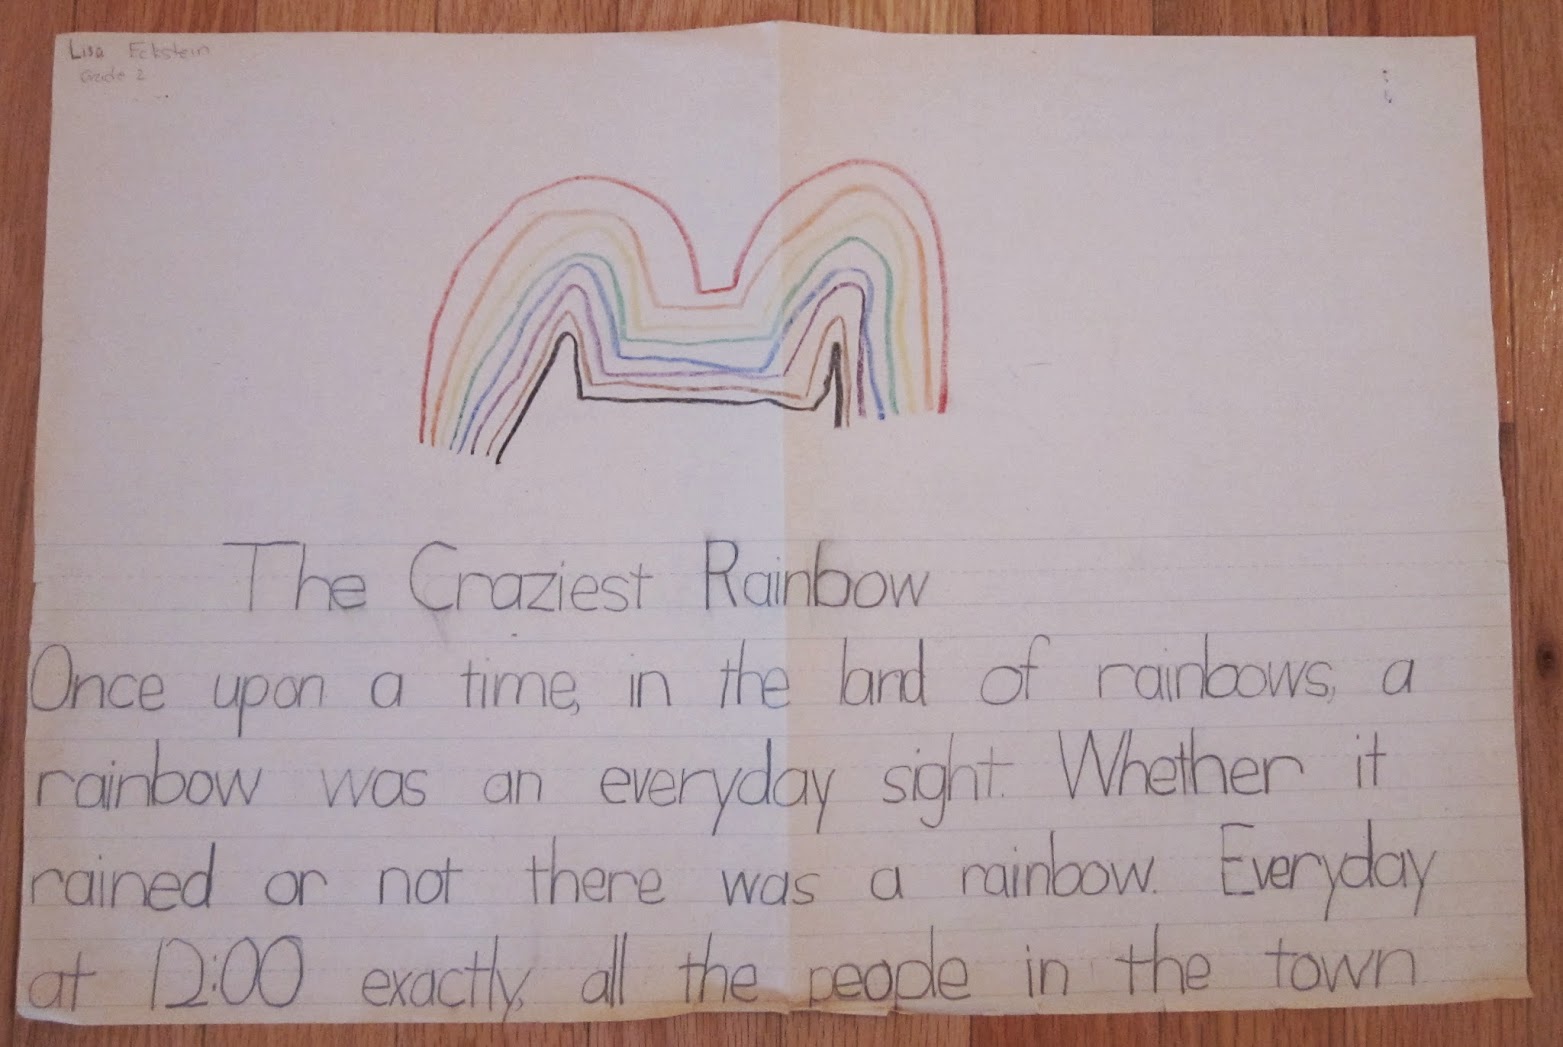 Lisa Eckstein
Grade 2
The Craziest Rainbow
Once upon a time, in the land of rainbows, a
rainbow was an everyday sight. Whether it
rained or not there was a rainbow. Everyday
at 12:00 exactly, all the people in the town